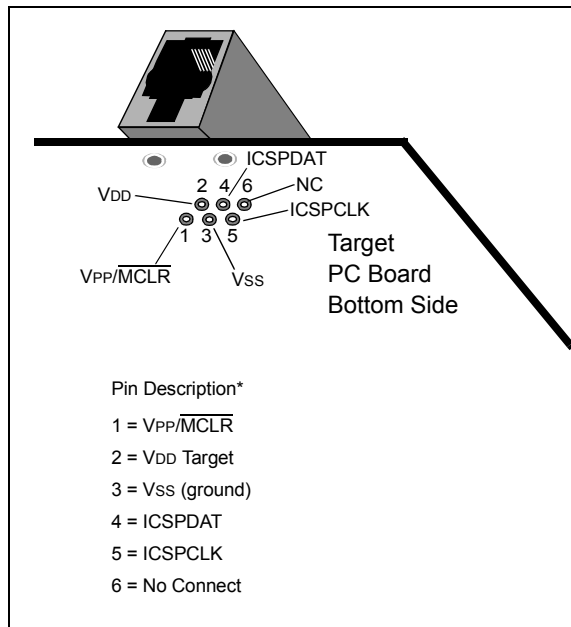 ICSPDAT
2 4 6 NC
VDD
ICSPCLK
1 3 5
Target
PC Board
Bottom Side
VPP/MCLR
VSS
Pin Description*
1 = VPP/MCLR
2 = VDD Target
3 = VSS (ground)
4 = ICSPDAT
5 = ICSPCLK
6 = No Connect